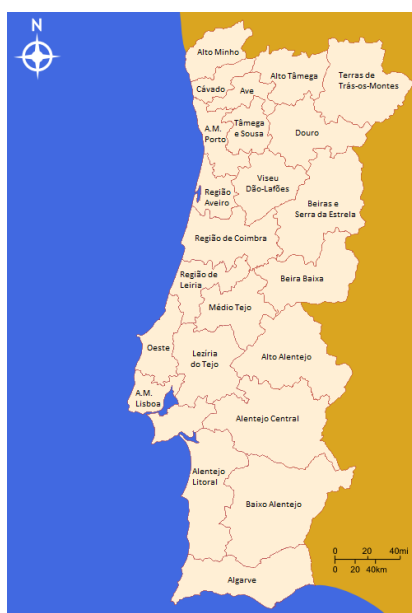 N
Alto Minho
Alto Tâmega
Terras de
Trás-os-Montes
Cávado
Ave
A.M.
Porto
Tâmega
e Sousa
Douro
Viseu
Dão-Lafões
Região
Aveiro
Beiras e
Serra da Estrela
Região de Coimbra
Região de
Leiria
Beira Baixa
Médio Tejo
Oeste
Lezíria
do Tejo
Alto Alentejo
A.M.
Lisboa
Alentejo Central
Alentejo
Litoral
Baixo Alentejo
0 20 40mi
0 20 40km
Algarve